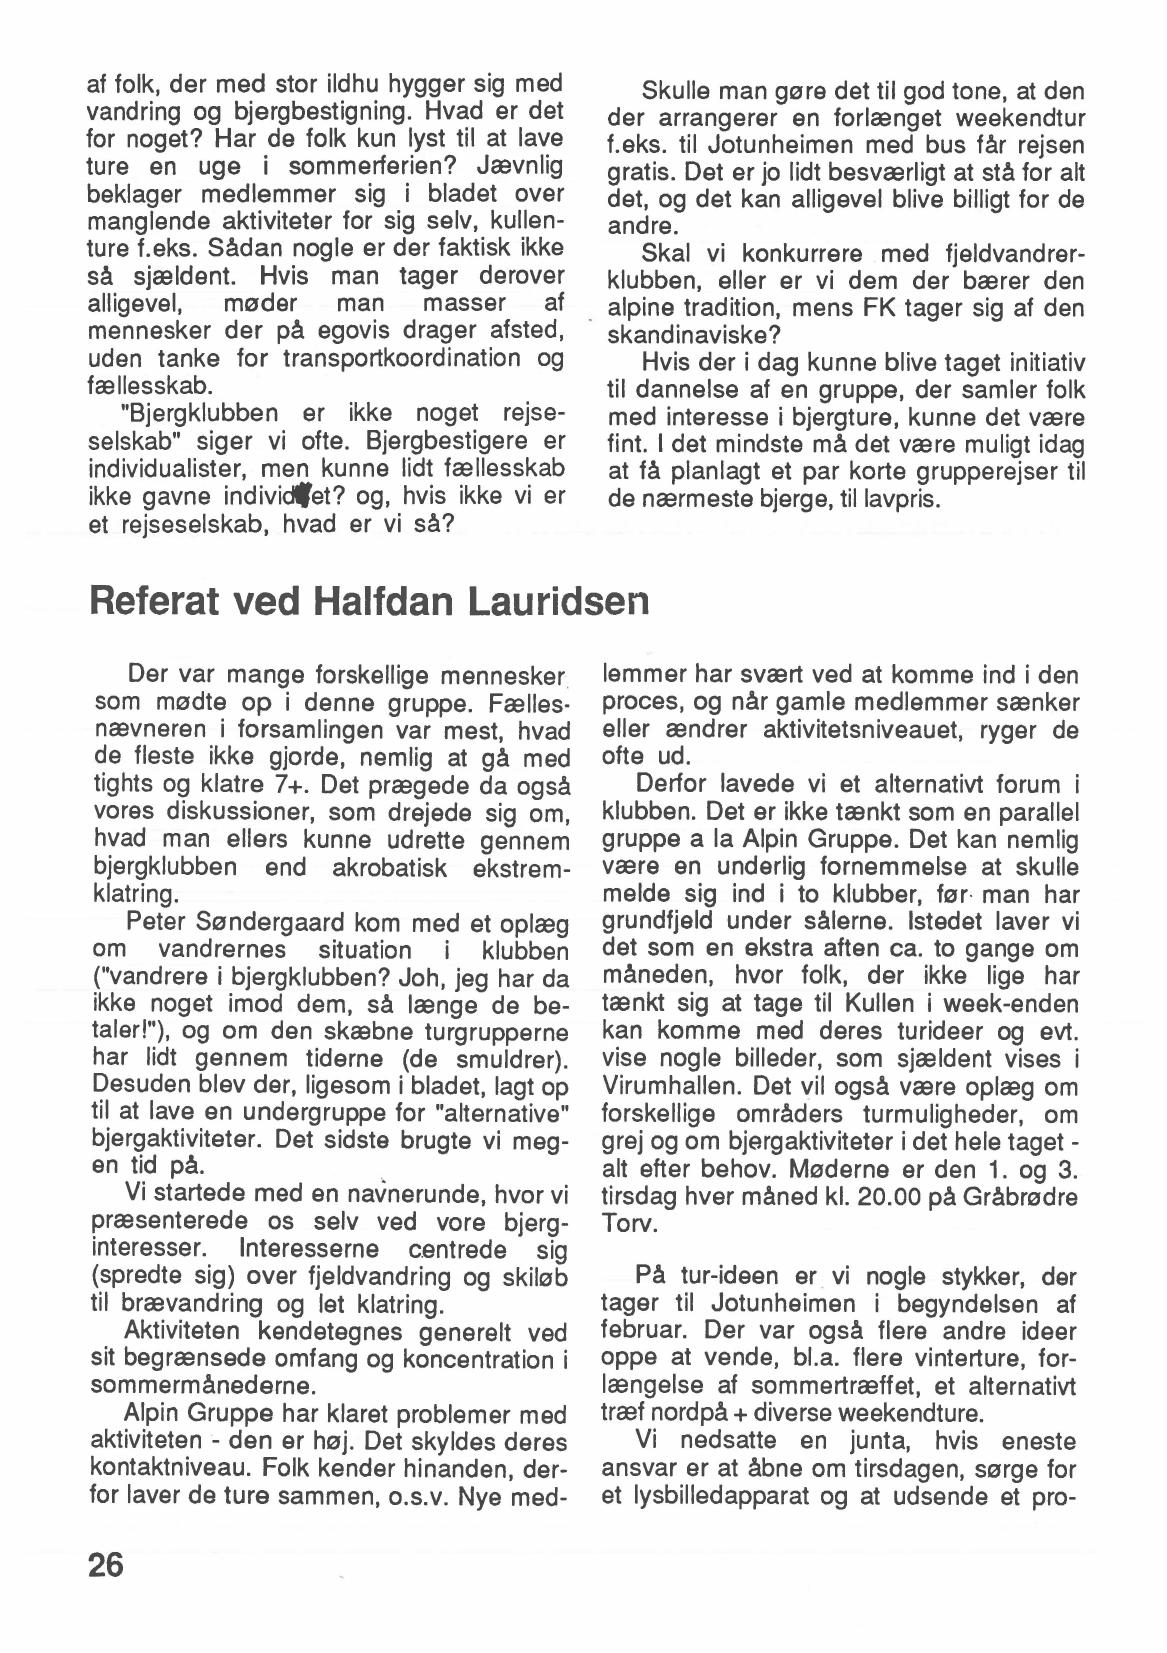 af folk, der med stor ildhu hygger sig med
vandring og bjergbestigning. Hvad er det
for noget? Har de folk kun lyst til at lave
ture en uge i sommerferien? Jævnlig
beklager medlemmer sig i bladet over
manglende aktiviteter for sig selv, kullen-
ture f.eks. Sådan nogle er der faktisk ikke
så sjældent. Hvis man tager derover
alligevel, møder man masser af
mennesker der på egovis drager afsted,
uden tanke for transportkoordination og
fællesskab.
"Bjergklubben er ikke noget rejse-
selskab" siger vi ofte. Bjergbestigere er
individualister, men kunne lidt fællesskab
ikke gavne individet? og, hvis ikke vi er
et rejseselskab, hvad er vi så?
Skulle man gøre det til god tone, at den
der arrangerer en forlænget weekendtur
f.eks. til Jotunheimen med bus får rejsen
gratis. Det er jo lidt besværligt at stå for alt
det, og det kan alligevel blive billigt for de
andre.
Skal vi konkurrere med fjeldvandrer-
klubben, eller er vi dem der bærer den
alpine tradition, mens FK tager sig af den
skandinaviske?
Hvis der i dag kunne blive taget initiativ
til dannelse af en gruppe, der samler folk
med interesse i bjergture, kunne det være
fint. I det mindste må det være muligt idag
at få planlagt et par korte grupperejser til
de nærmeste bjerge, til lavpris.
Referat ved Halfdan Lauridsen
Der var mange forskellige mennesker
som mødte op i denne gruppe. Fælles-
nævneren i forsamlingen var mest, hvad
de fleste ikke gjorde, nemlig at gå med
tights og klatre 7+. Det prægede da også
vores diskussioner, som drejede sig om,
hvad man ellers kunne udrette gennem
bjergklubben end akrobatisk ekstrem-
klatring.
Peter Søndergaard kom med et oplæg
om vandrernes situation i klubben
("vandrere i bjergklubben? Joh, jeg har da
ikke noget imod dem, så længe de be-
taler!"), og om den skæbne turgrupperne
har lidt gennem tiderne (de smuldrer).
Desuden blev der, ligesom i bladet, lagt op
til at lave en undergruppe for "alternative"
bjergaktiviteter. Det sidste brugte vi meg-
en tid på.
Vi startede med en navnerunde, hvor vi
præsenterede os selv ved vore bjerg-
interesser. Interesserne centrede sig
(spredte sig) over fjeldvandring og skiløb
til brævandring og let klatring.
Aktiviteten kendetegnes generelt ved
sit begrænsede omfang og koncentration i
sommermånederne.
Alpin Gruppe har klaret problemer med
aktiviteten - den er høj. Det skyldes deres
kontaktniveau. Folk kender hinanden, der-
for laver de ture sammen, o.s.v. Nye med-
lemmer har svært ved at komme ind i den
proces, og når gamle medlemmer sænker
eller ændrer aktivitetsniveauet, ryger de
ofte ud.
Derfor lavede vi et alternativt forum i
klubben. Det er ikke tænkt som en parallel
gruppe a la Alpin Gruppe. Det kan nemlig
være en underlig fornemmelse at skulle
melde sig ind i to klubber, før man har
grundfjeld under sålerne. Istedet laver vi
det som en ekstra aften ca. to gange om
måneden, hvor folk, der ikke lige har
tænkt sig at tage til Kullen i week-enden
kan komme med deres turideer og evt.
vise nogle billeder, som sjældent vises i
Virumhallen. Det vil også være oplæg om
forskellige områders turmuligheder, om
grej og om bjergaktiviteter i det hele taget -
alt efter behov. Møderne er den 1. og 3.
tirsdag hver måned kl. 20.00 på Gråbrødre
Torv.
På tur-ideen er vi nogle stykker, der
tager til Jotunheimen i begyndelsen af
februar. Der var også flere andre ideer
oppe at vende, bl.a. flere vinterture, for-
længelse af sommertræffet, et alternativt
træf nordpå + diverse weekendture.
Vi nedsatte en junta, hvis eneste
ansvar er at åbne om tirsdagen, sørge for
et lysbilledapparat og at udsende et pro-
26